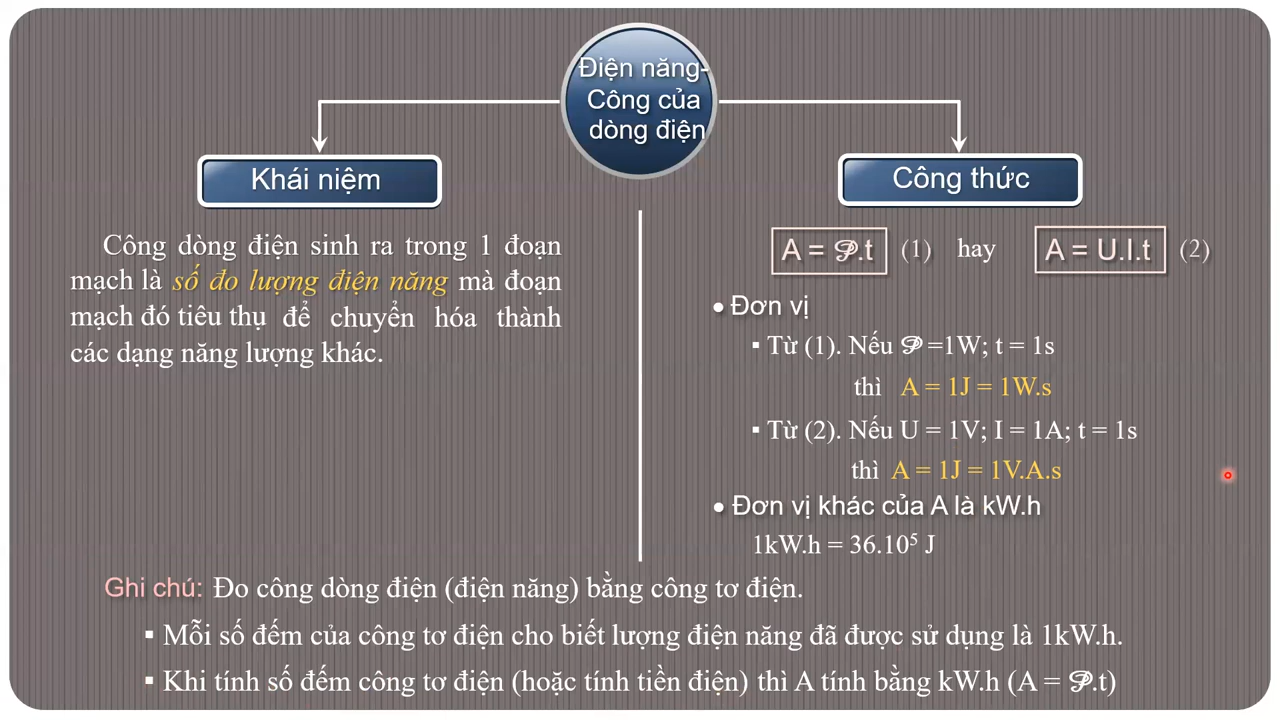 Điện năng-
Công của
dòng điện
Khái niệm
Công dòng điện sinh ra trong 1 đoạn
mạch là số đo lượng điện năng mà đoạn
mạch đó tiêu thụ để chuyển hóa thành
các dạng năng lượng khác.
Công thức
A = 𝒫.t (1) hay A = U.I.t (2)
• Đơn vị
▪ Từ (1). Nếu 𝒫 =1W; t = 1s
thì A = 1J = 1W.s
▪ Từ (2). Nếu U = 1V; I = 1A; t = 1s
thì A = 1J = 1V.A.s
• Đơn vị khác của A là kW.h
1kW.h = 36.10⁵ J
Ghi chú: Đo công dòng điện (điện năng) bằng công tơ điện.
▪ Mỗi số đếm của công tơ điện cho biết lượng điện năng đã được sử dụng là 1kW.h.
▪ Khi tính số đếm công tơ điện (hoặc tính tiền điện) thì A tính bằng kW.h (A = 𝒫.t)